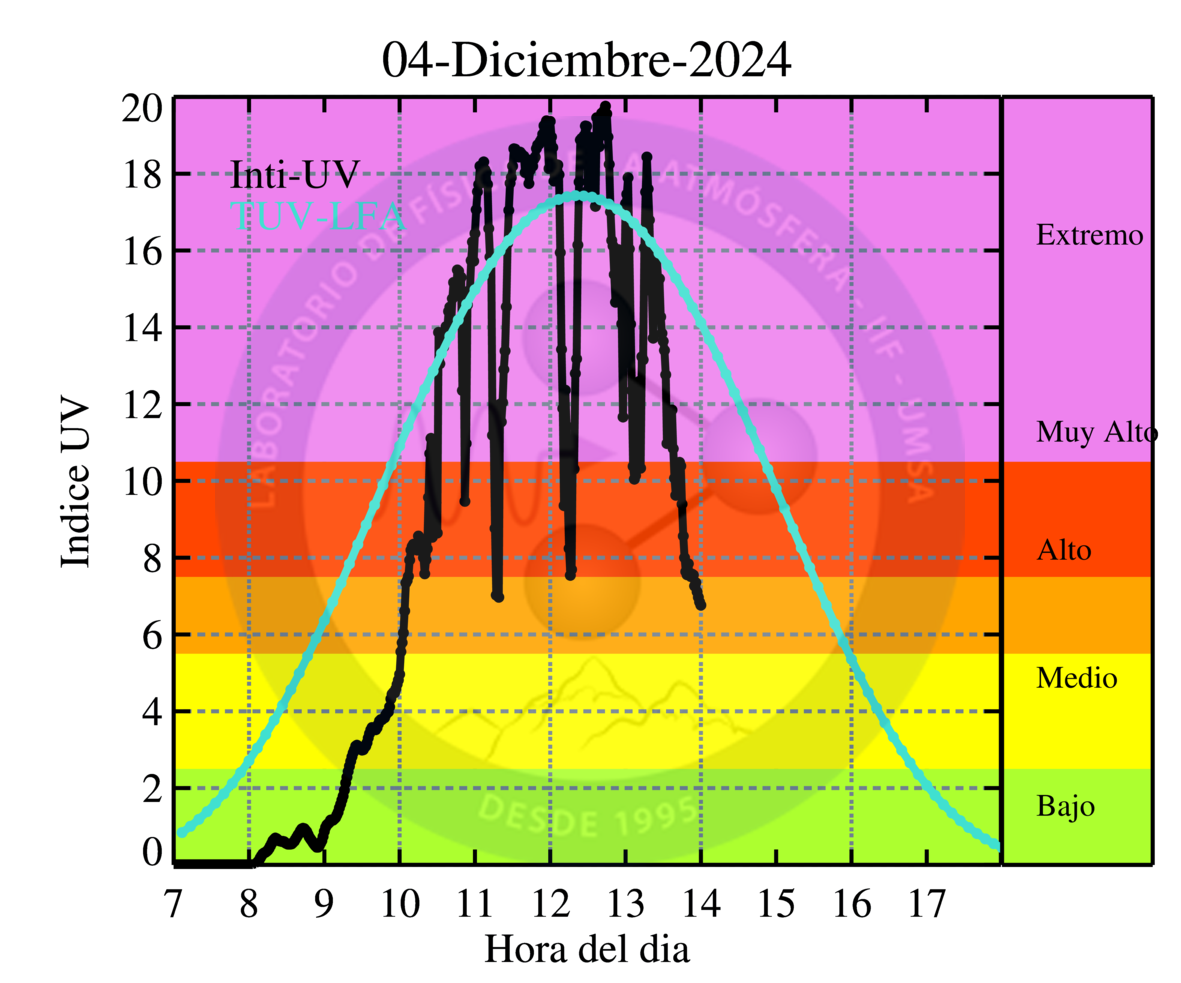 04-Diciembre-2024
Inti-UV
TUV-LFA
Indice UV
20
18
16
14
12
10
8
6
4
2
0
7 8 9 10 11 12 13 14 15 16 17
Hora del dia
Extremo
Muy Alto
Alto
Medio
Bajo
LABORATORIO DE FÍSICA DE LA ATMÓSFERA - IIF - UMSA
DESDE 1995